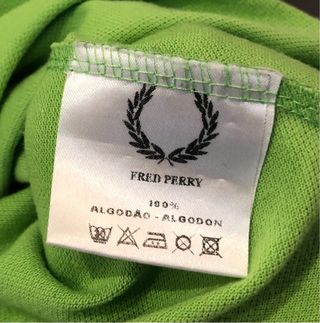 FRED PERRY
100%
ALGODÃO - ALGODON